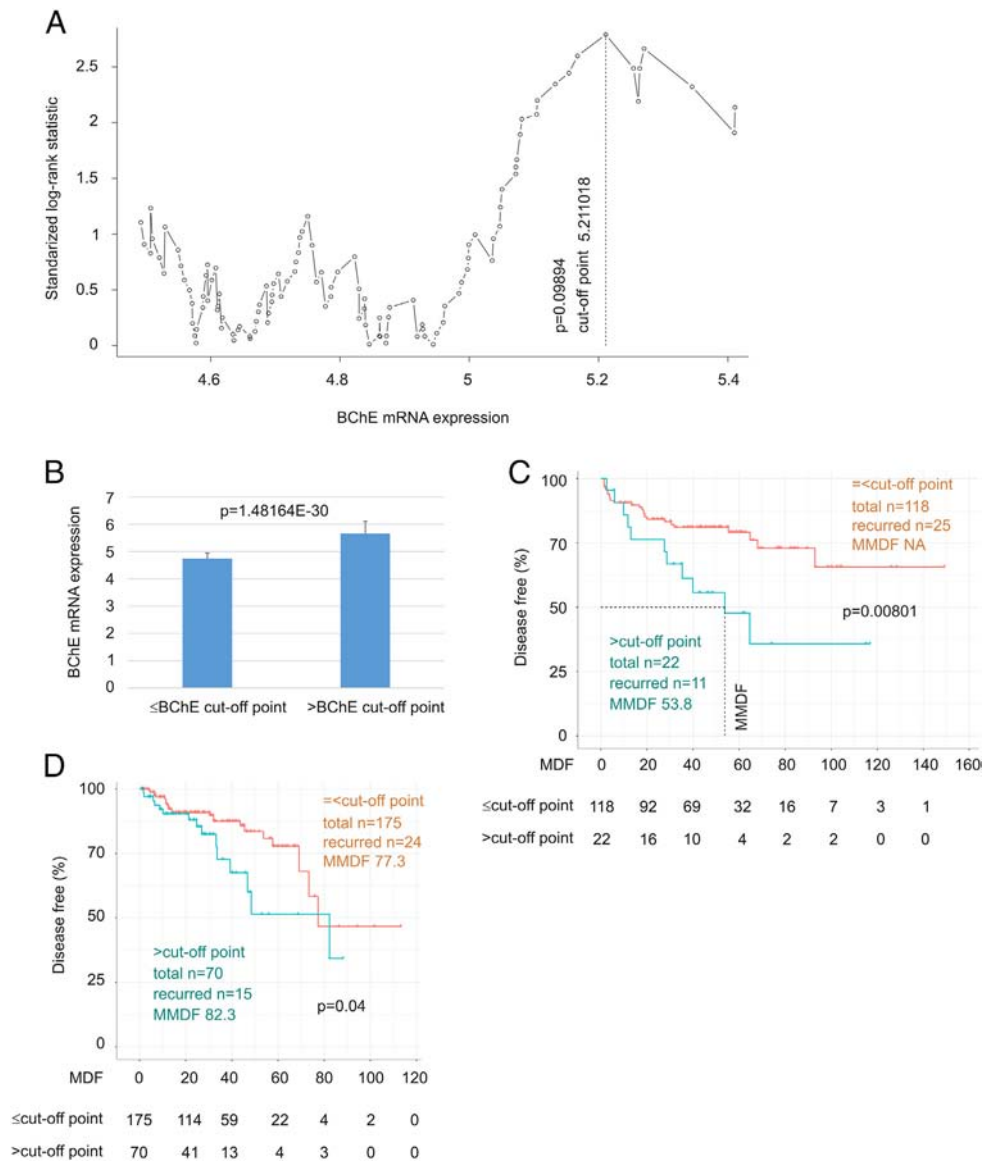 A
Standarized log-rank statistic
2.5
2
1.5
1
0.5
0
p=0.09894
cut-off point 5.211018
4.6 4.8 5 5.2 5.4
BChE mRNA expression
B
BChE mRNA expression
7
6
5
4
3
2
1
0
p=1.48164E-30
≤BChE cut-off point >BChE cut-off point
C
Disease free (%)
100
70
50
25
0
=<cut-off point
total n=118
recurred n=25
MMDF NA
p=0.00801
>cut-off point
total n=22
recurred n=11
MMDF 53.8
MMDF
MDF 0 20 40 60 80 100 120 140 160
≤cut-off point 118 92 69 32 16 7 3 1
>cut-off point 22 16 10 4 2 2 0 0
D
Disease free (%)
100
70
50
25
0
=<cut-off point
total n=175
recurred n=24
MMDF 77.3
>cut-off point
total n=70
recurred n=15
MMDF 82.3
p=0.04
MDF 0 20 40 60 80 100 120
≤cut-off point 175 114 59 22 4 2 0
>cut-off point 70 41 13 4 3 0 0